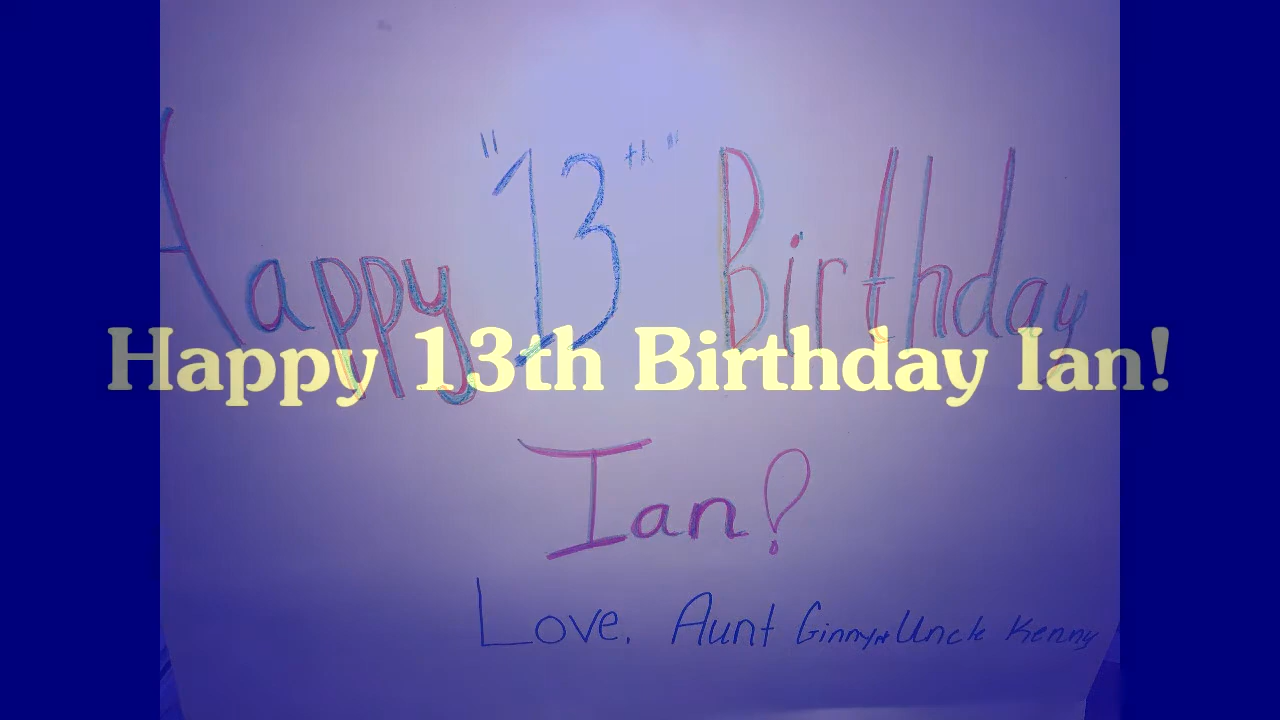 Happy "13th" Birthday
Happy 13th Birthday Ian!
Ian!
Love, Aunt Ginny n Uncle Kenny